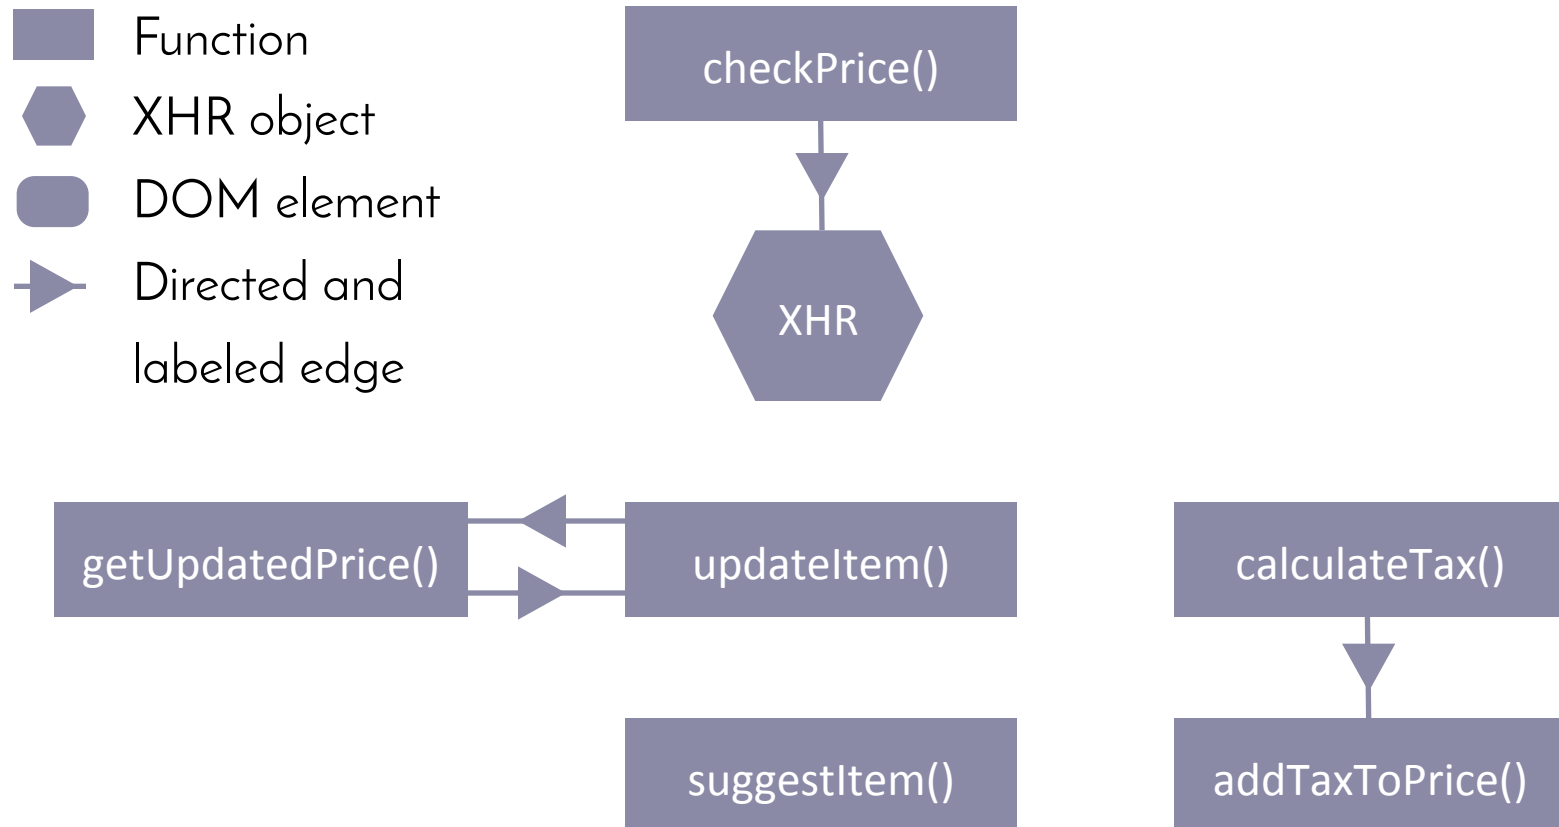 Function
XHR object
DOM element
Directed and
labeled edge
checkPrice()
XHR
getUpdatedPrice()
updateItem()
calculateTax()
suggestItem()
addTaxToPrice()